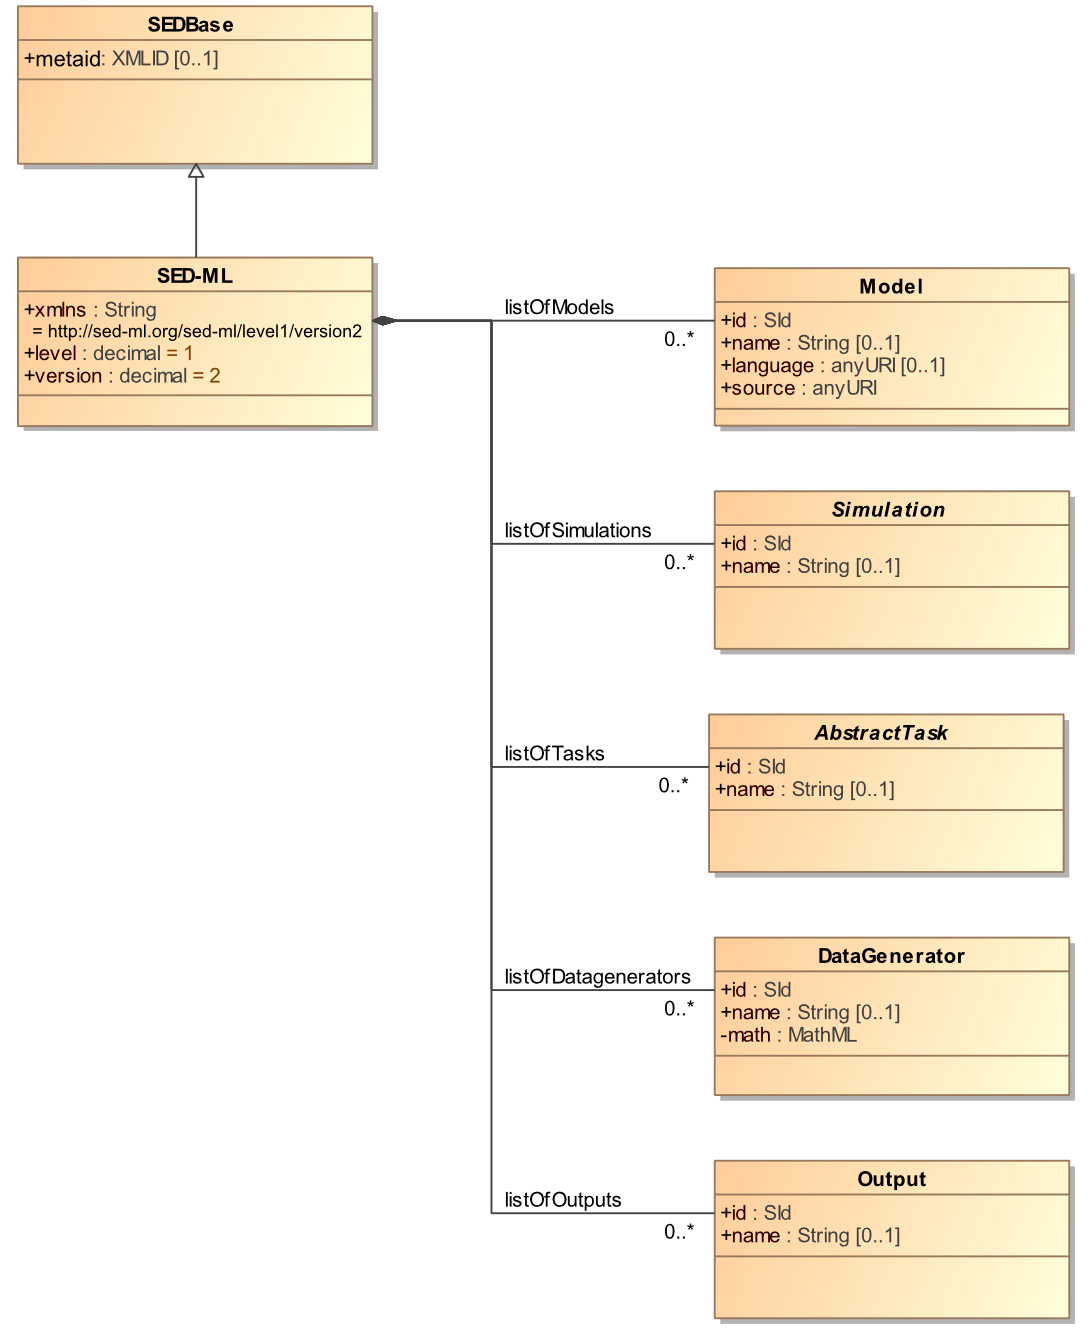 SEDBase
+metaid: XMLID [0..1]
SED-ML
+xmlns : String
= http://sed-ml.org/sed-ml/level1/version2
+level : decimal = 1
+version : decimal = 2
listOfModels
0..*
Model
+id : SId
+name : String [0..1]
+language : anyURI [0..1]
+source : anyURI
listOfSimulations
0..*
Simulation
+id : SId
+name : String [0..1]
listOfTasks
0..*
AbstractTask
+id : SId
+name : String [0..1]
listOfDatagenerators
0..*
DataGenerator
+id : SId
+name : String [0..1]
-math : MathML
listOfOutputs
0..*
Output
+id : SId
+name : String [0..1]